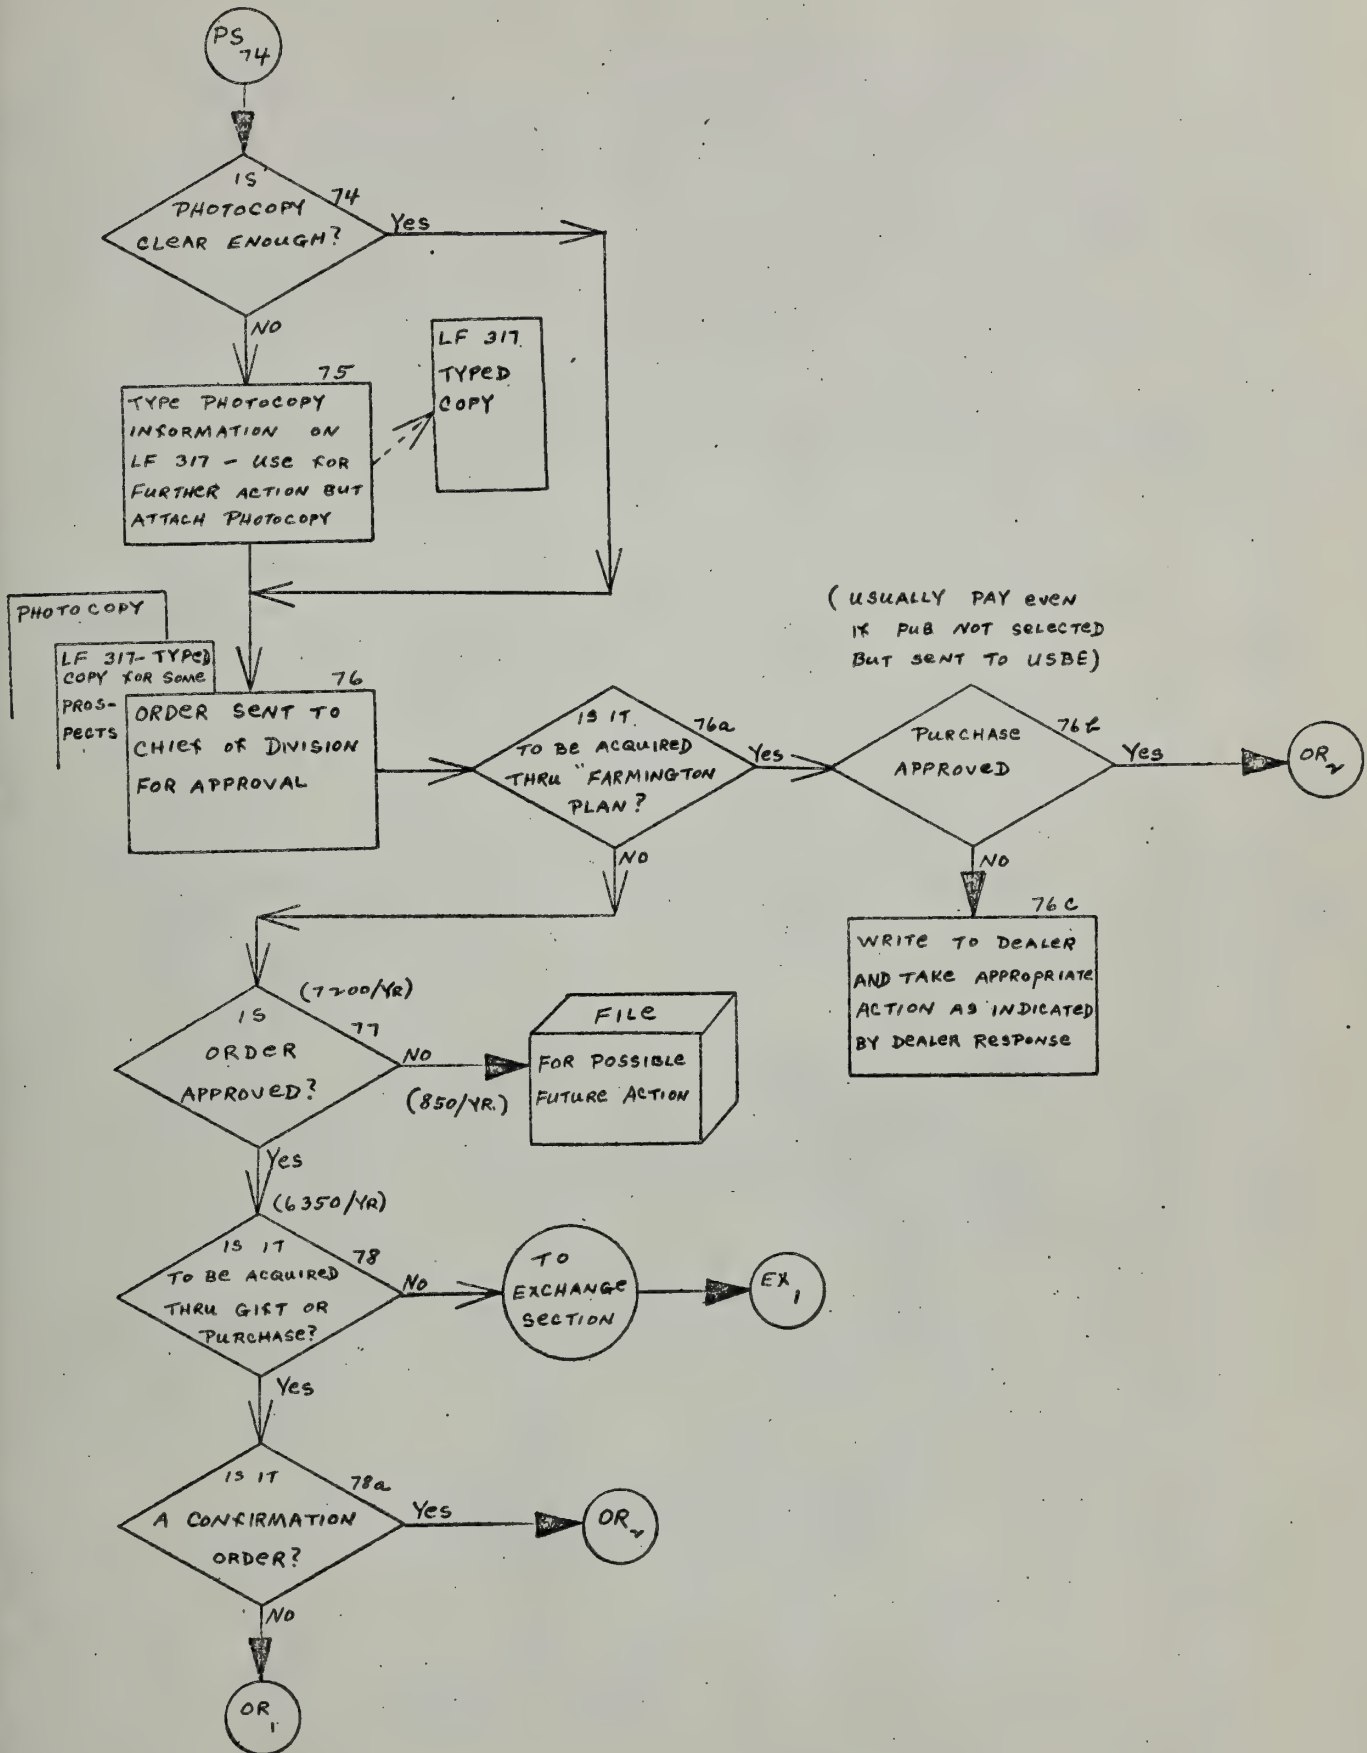 PS 74
IS
74
PHOTOCOPY
CLEAR ENOUGH?
Yes
NO
LF 317
TYPED
COPY
75
TYPE PHOTOCOPY
INFORMATION ON
LF 317 - USE FOR
FURTHER ACTION BUT
ATTACH PHOTOCOPY
PHOTOCOPY
LF 317-TYPED
COPY FOR SOME
PROS-
PECTS
76
ORDER SENT TO
CHIEF OF DIVISION
FOR APPROVAL
IS IT
76a
TO BE ACQUIRED
THRU "FARMINGTON
PLAN?
Yes
NO
(USUALLY PAY EVEN
IF PUB NOT SELECTED
BUT SENT TO USBE)
76b
PURCHASE
APPROVED
Yes
OR 2
NO
76c
WRITE TO DEALER
AND TAKE APPROPRIATE
ACTION AS INDICATED
BY DEALER RESPONSE
(7200/YR)
IS
77
ORDER
APPROVED?
NO
(850/YR.)
FILE
FOR POSSIBLE
FUTURE ACTION
Yes
(6350/YR)
IS IT
78
TO BE ACQUIRED
THRU GIFT OR
PURCHASE?
NO
TO
EXCHANGE
SECTION
EX 1
Yes
IS IT
78a
A CONFIRMATION
ORDER?
Yes
OR 2
NO
OR 1